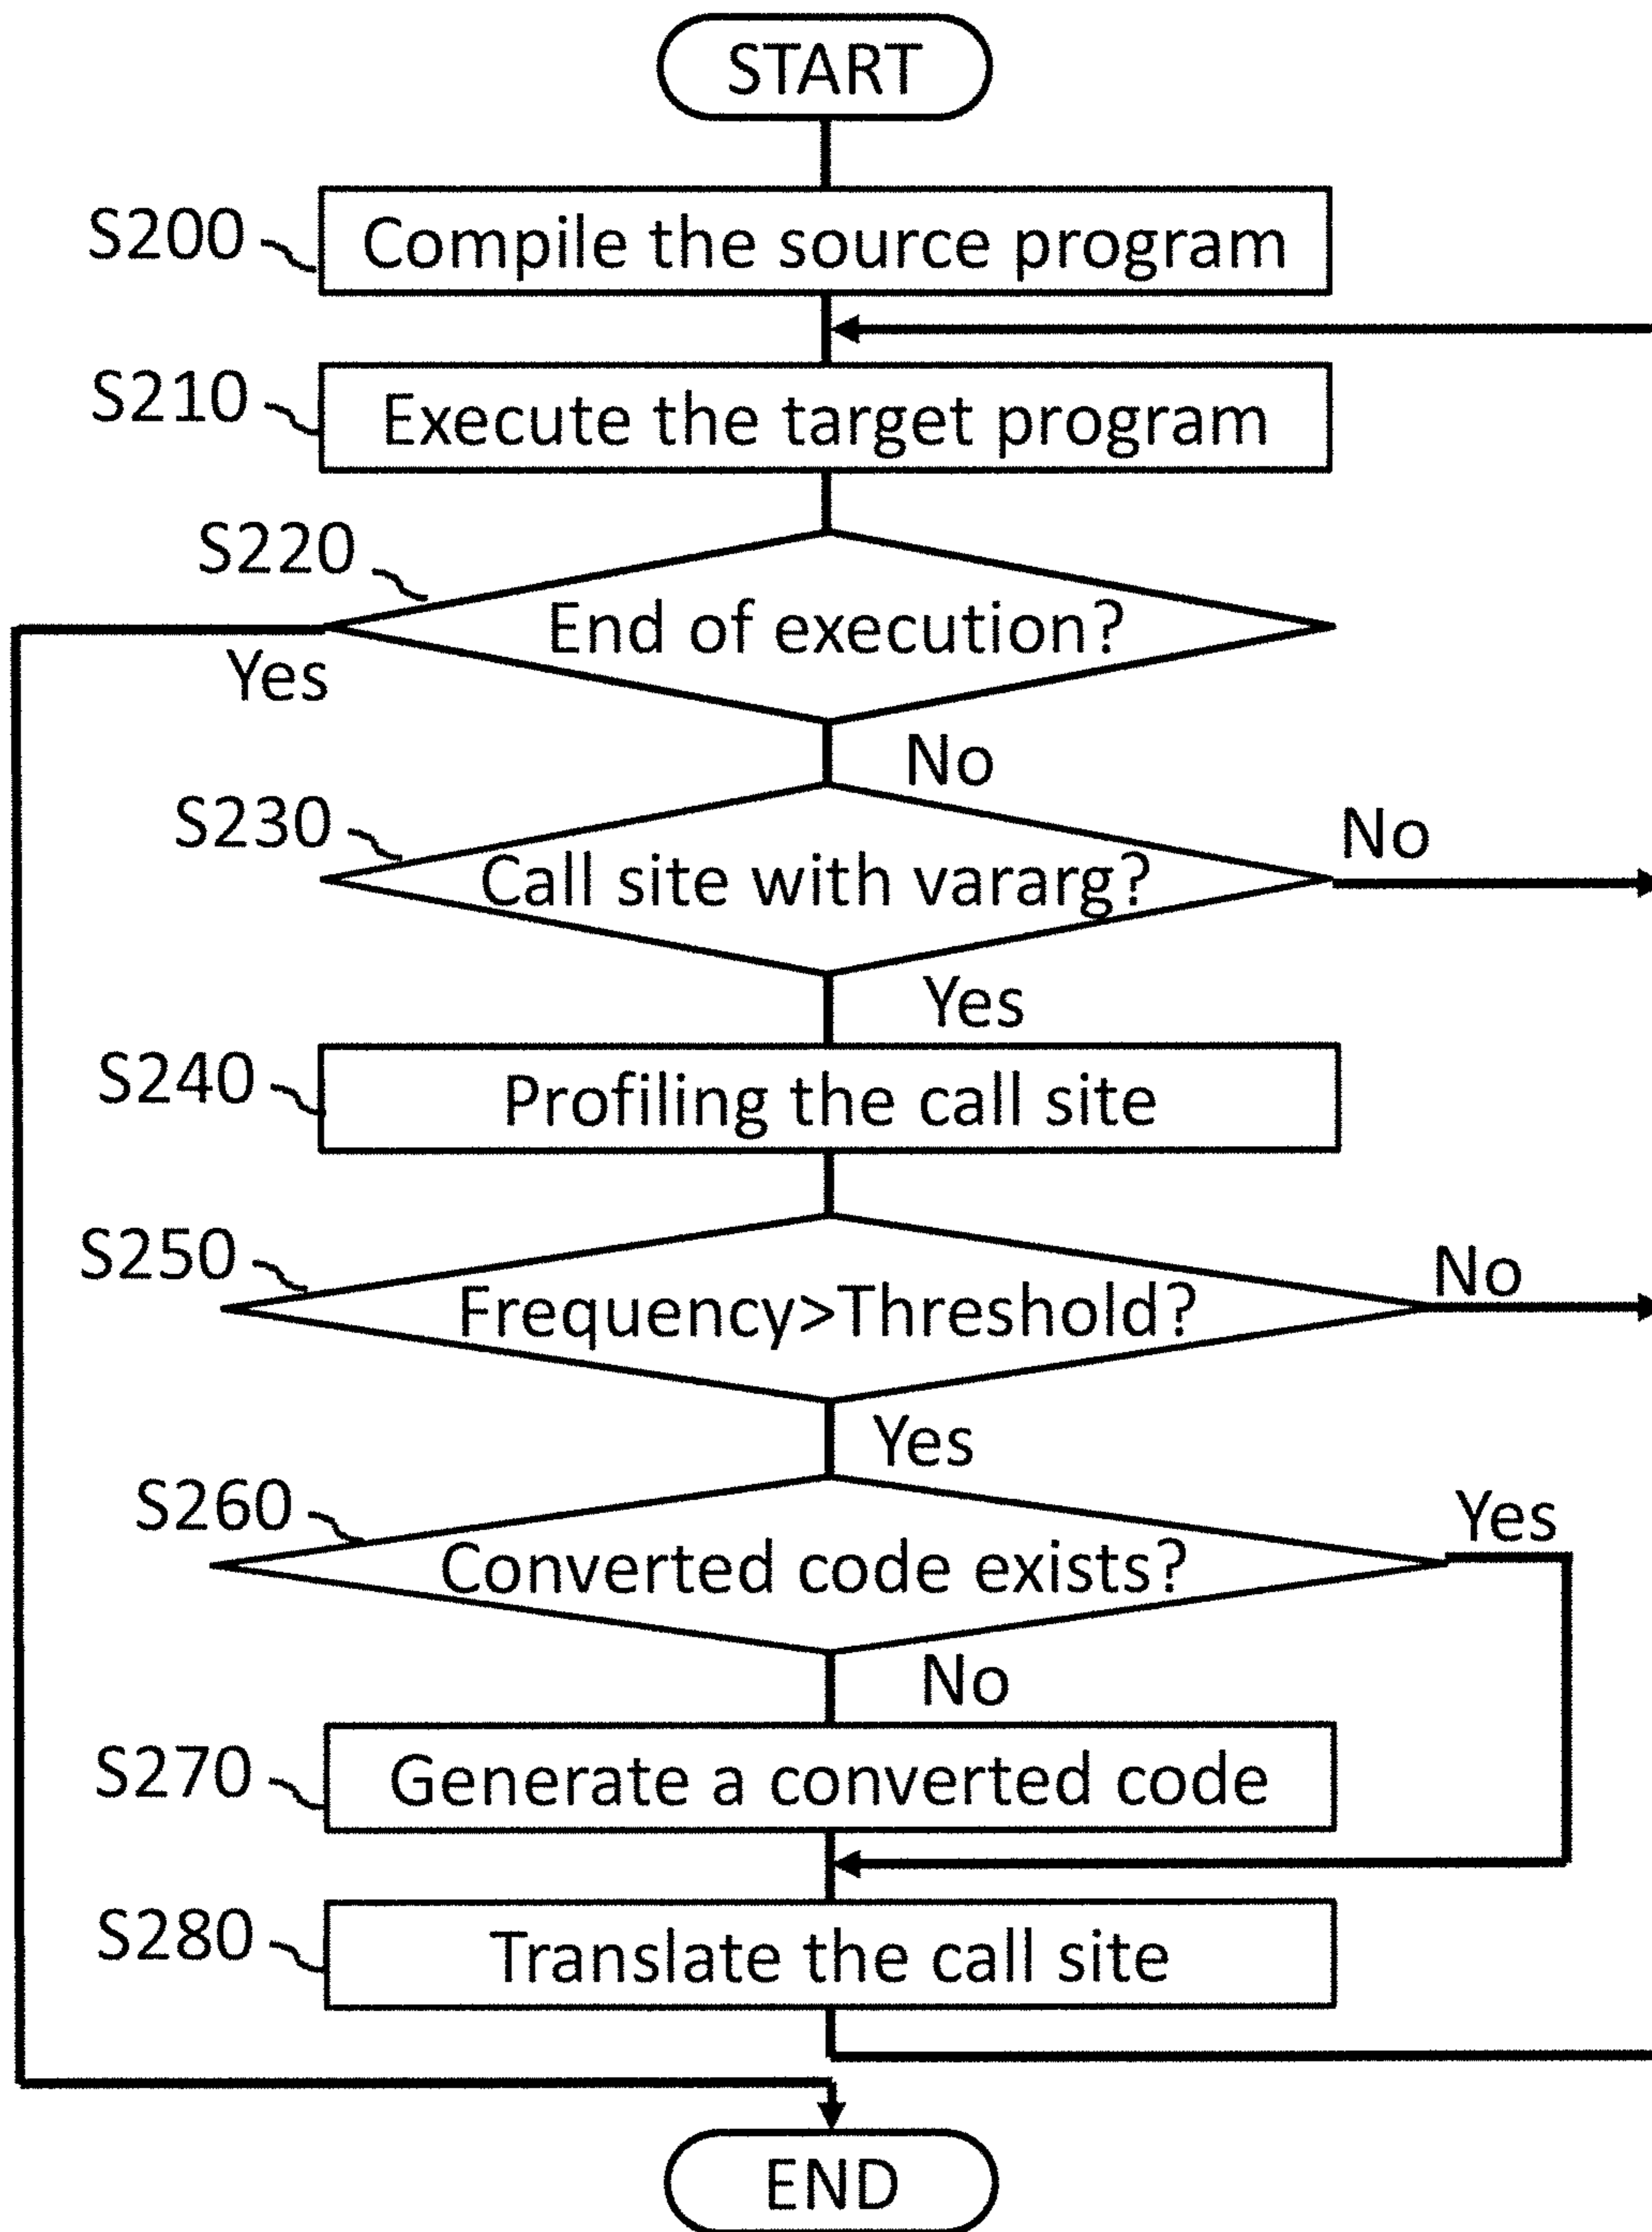 START
S200
Compile the source program
S210
Execute the target program
S220
End of execution?
Yes
No
S230
Call site with vararg?
No
Yes
S240
Profiling the call site
S250
Frequency>Threshold?
No
Yes
S260
Converted code exists?
Yes
No
S270
Generate a converted code
S280
Translate the call site
END